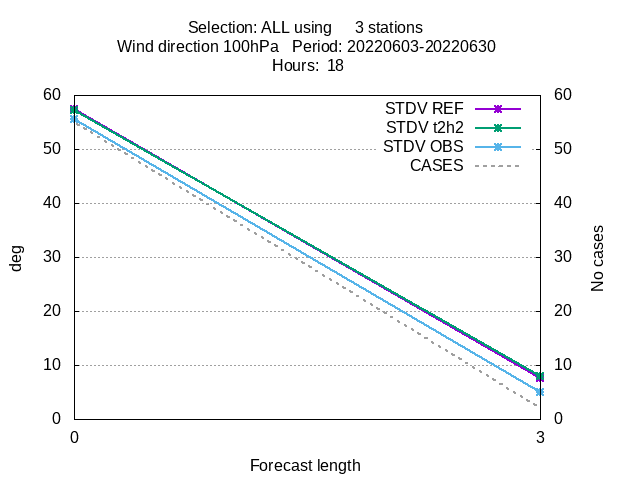 Selection: ALL using 3 stations
Wind direction 100hPa Period: 20220603-20220630
Hours: 18
60 60
STDV REF
STDV t2h2
STDV OBS
CASES
50 50
40 40
30 30
20 20
10 10
0 0
deg
No cases
0 3
Forecast length